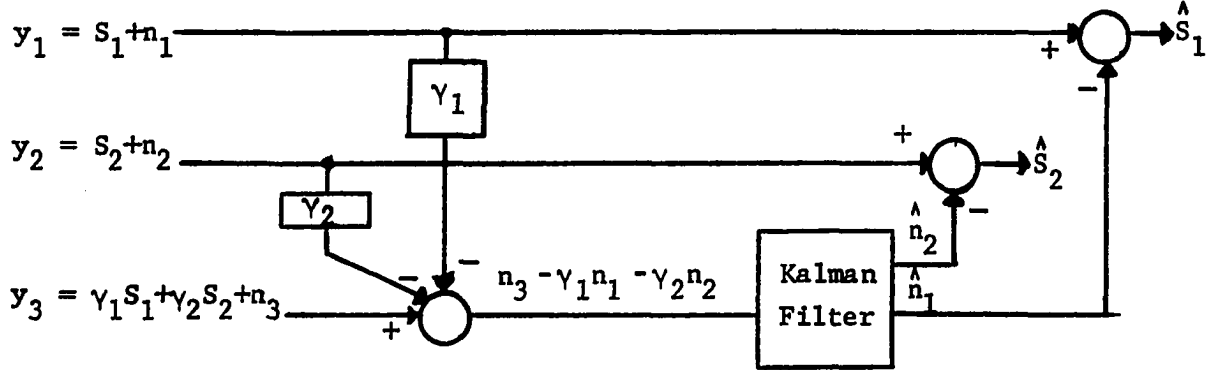 y₁ = S₁+n₁
+
−
Ŝ₁
γ₁
y₂ = S₂+n₂
+
−
Ŝ₂
γ₂
n̂₂
n̂₁
y₃ = γ₁S₁+γ₂S₂+n₃
−
−
+
n₃ -γ₁n₁ -γ₂n₂
Kalman
Filter